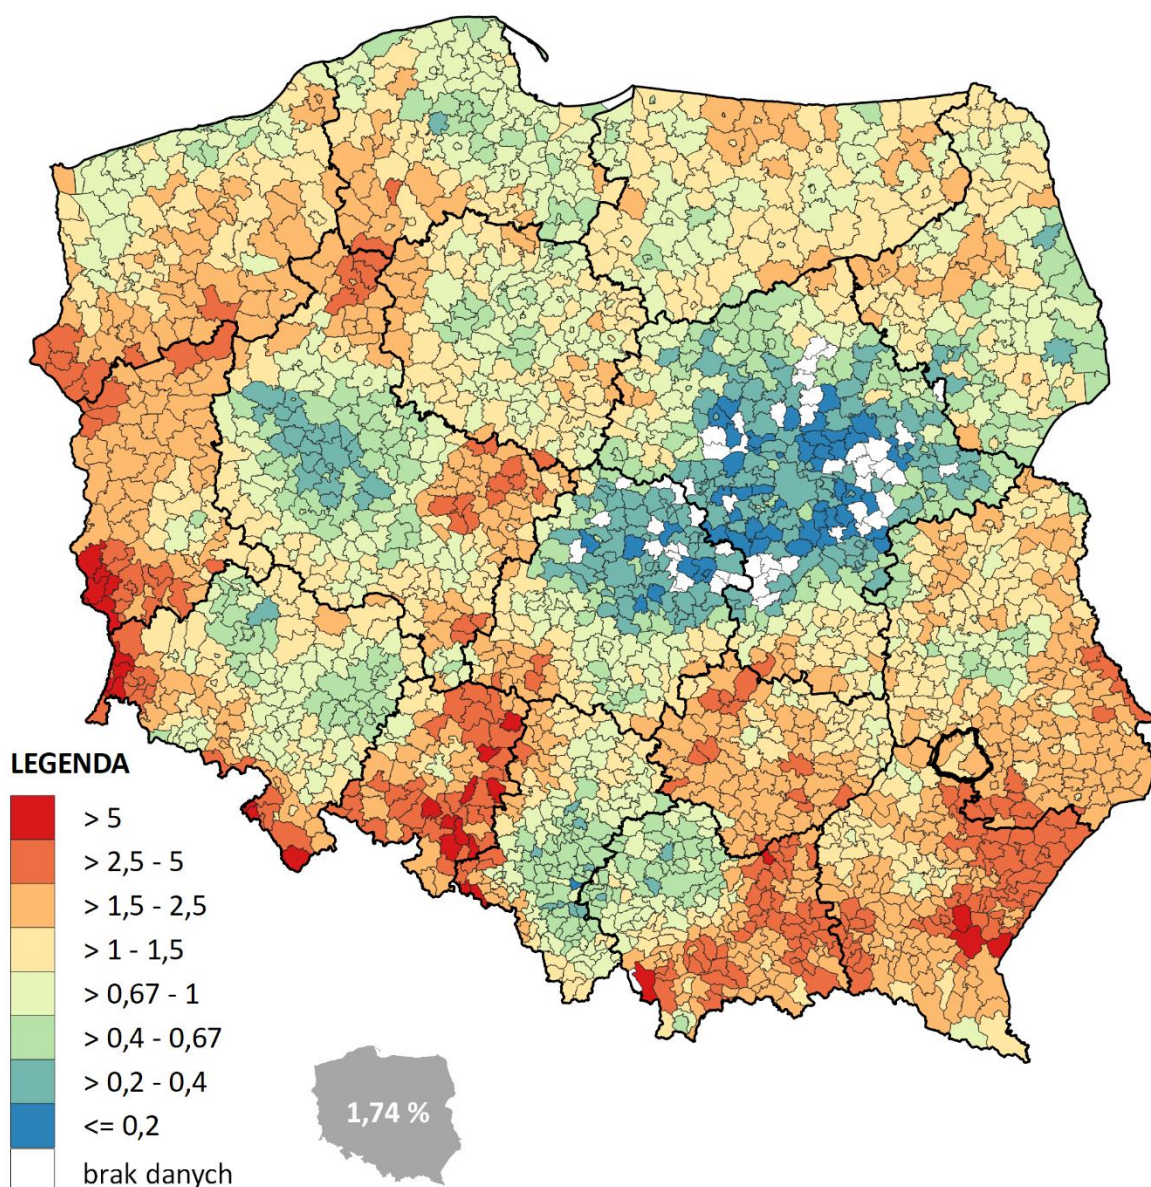 LEGENDA
> 5
> 2,5 - 5
> 1,5 - 2,5
> 1 - 1,5
> 0,67 - 1
> 0,4 - 0,67
> 0,2 - 0,4
<= 0,2
brak danych
1,74 %